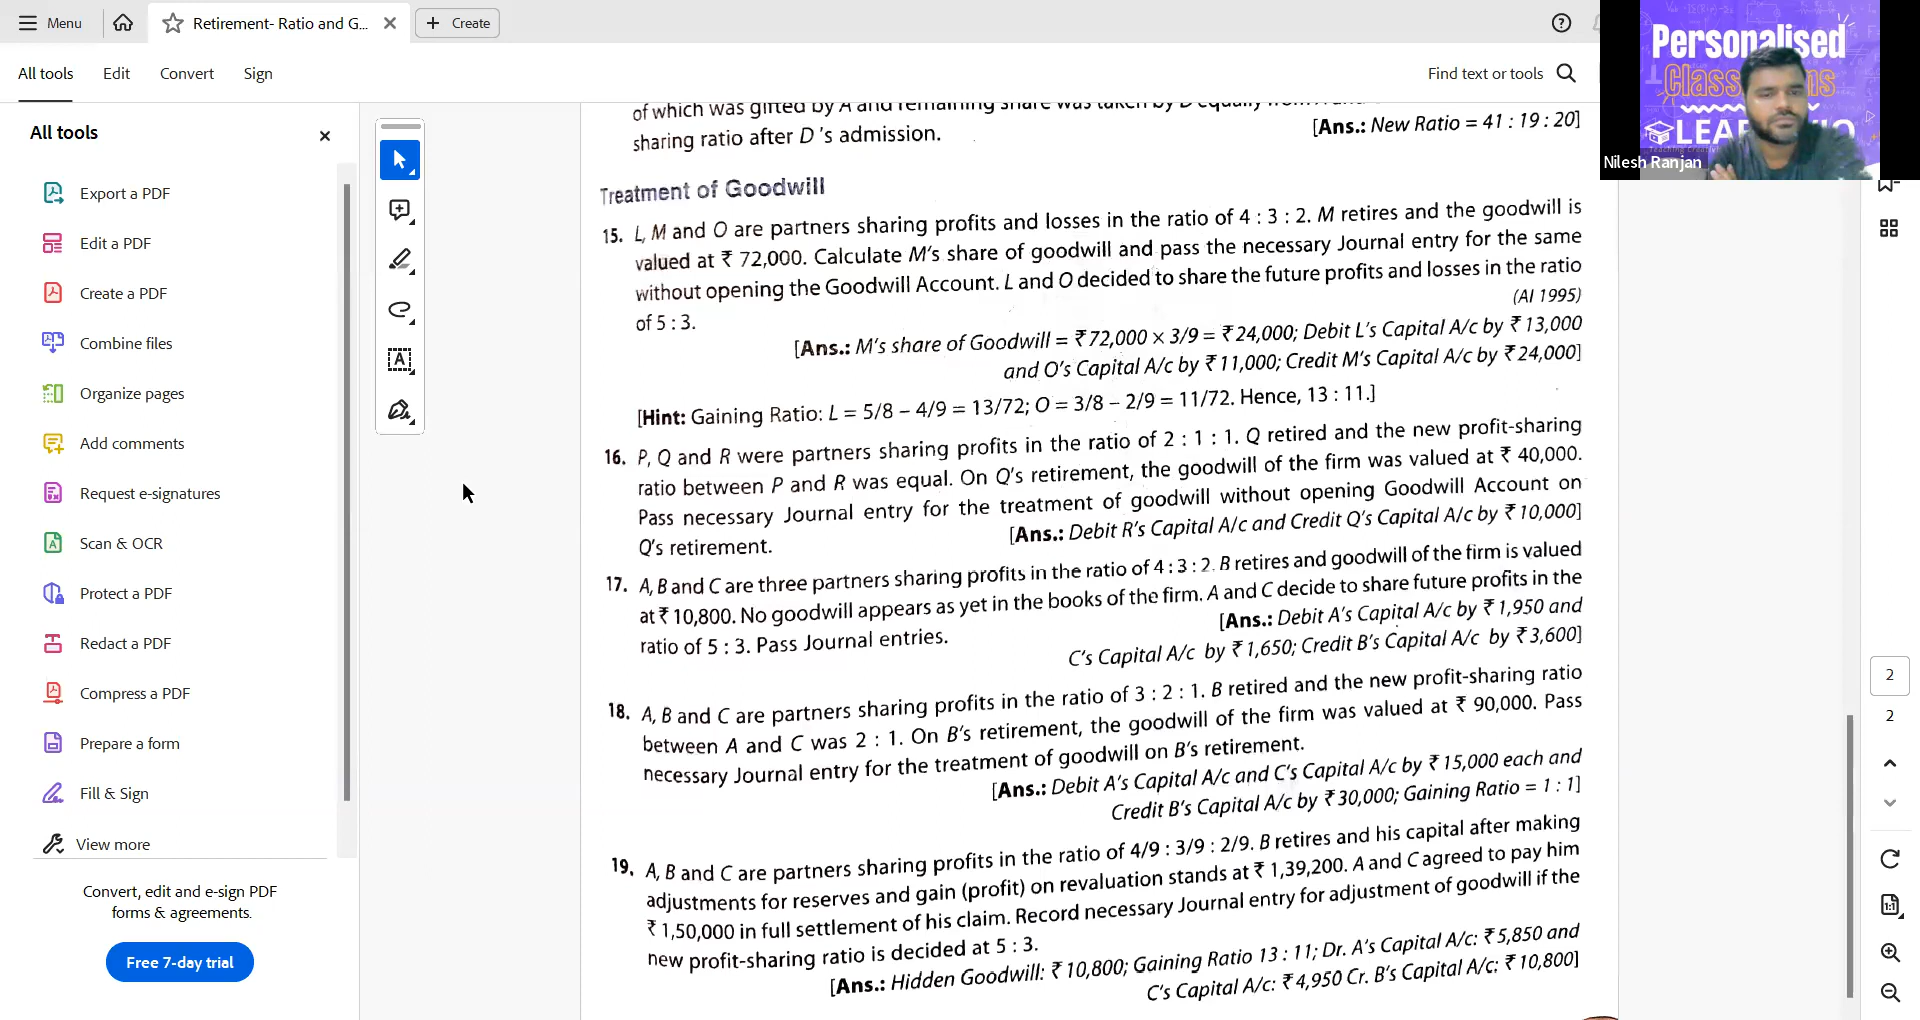 Menu
Retirement- Ratio and G...
Create
All tools
Edit
Convert
Sign
Find text or tools
All tools
Export a PDF
Edit a PDF
Create a PDF
Combine files
Organize pages
Add comments
Request e-signatures
Scan & OCR
Protect a PDF
Redact a PDF
Compress a PDF
Prepare a form
Fill & Sign
View more
Convert, edit and e-sign PDF
forms & agreements.
Free 7-day trial
of which was gifted by A and remaining share was taken by D equally from
sharing ratio after D 's admission.
[Ans.: New Ratio = 41 : 19 : 20]
Treatment of Goodwill
15. L, M and O are partners sharing profits and losses in the ratio of 4 : 3 : 2. M retires and the goodwill is
valued at ₹ 72,000. Calculate M's share of goodwill and pass the necessary Journal entry for the same
without opening the Goodwill Account. L and O decided to share the future profits and losses in the ratio
of 5 : 3.
(AI 1995)
[Ans.: M's share of Goodwill = ₹ 72,000 × 3/9 = ₹ 24,000; Debit L's Capital A/c by ₹ 13,000
and O's Capital A/c by ₹ 11,000; Credit M's Capital A/c by ₹ 24,000]
[Hint: Gaining Ratio: L = 5/8 – 4/9 = 13/72; O = 3/8 – 2/9 = 11/72. Hence, 13 : 11.]
16. P, Q and R were partners sharing profits in the ratio of 2 : 1 : 1. Q retired and the new profit-sharing
ratio between P and R was equal. On Q's retirement, the goodwill of the firm was valued at ₹ 40,000.
Pass necessary Journal entry for the treatment of goodwill without opening Goodwill Account on
Q's retirement.
[Ans.: Debit R's Capital A/c and Credit Q's Capital A/c by ₹ 10,000]
17. A, B and C are three partners sharing profits in the ratio of 4 : 3 : 2. B retires and goodwill of the firm is valued
at ₹ 10,800. No goodwill appears as yet in the books of the firm. A and C decide to share future profits in the
ratio of 5 : 3. Pass Journal entries.
[Ans.: Debit A's Capital A/c by ₹ 1,950 and
C's Capital A/c by ₹ 1,650; Credit B's Capital A/c by ₹ 3,600]
18. A, B and C are partners sharing profits in the ratio of 3 : 2 : 1. B retired and the new profit-sharing ratio
between A and C was 2 : 1. On B's retirement, the goodwill of the firm was valued at ₹ 90,000. Pass
necessary Journal entry for the treatment of goodwill on B's retirement.
[Ans.: Debit A's Capital A/c and C's Capital A/c by ₹ 15,000 each and
Credit B's Capital A/c by ₹ 30,000; Gaining Ratio = 1 : 1]
19. A, B and C are partners sharing profits in the ratio of 4/9 : 3/9 : 2/9. B retires and his capital after making
adjustments for reserves and gain (profit) on revaluation stands at ₹ 1,39,200. A and C agreed to pay him
₹ 1,50,000 in full settlement of his claim. Record necessary Journal entry for adjustment of goodwill if the
new profit-sharing ratio is decided at 5 : 3.
[Ans.: Hidden Goodwill: ₹ 10,800; Gaining Ratio 13 : 11; Dr. A's Capital A/c: ₹ 5,850 and
C's Capital A/c: ₹ 4,950 Cr. B's Capital A/c: ₹ 10,800]
Personalised
Nilesh Ranjan
2
2
1:1